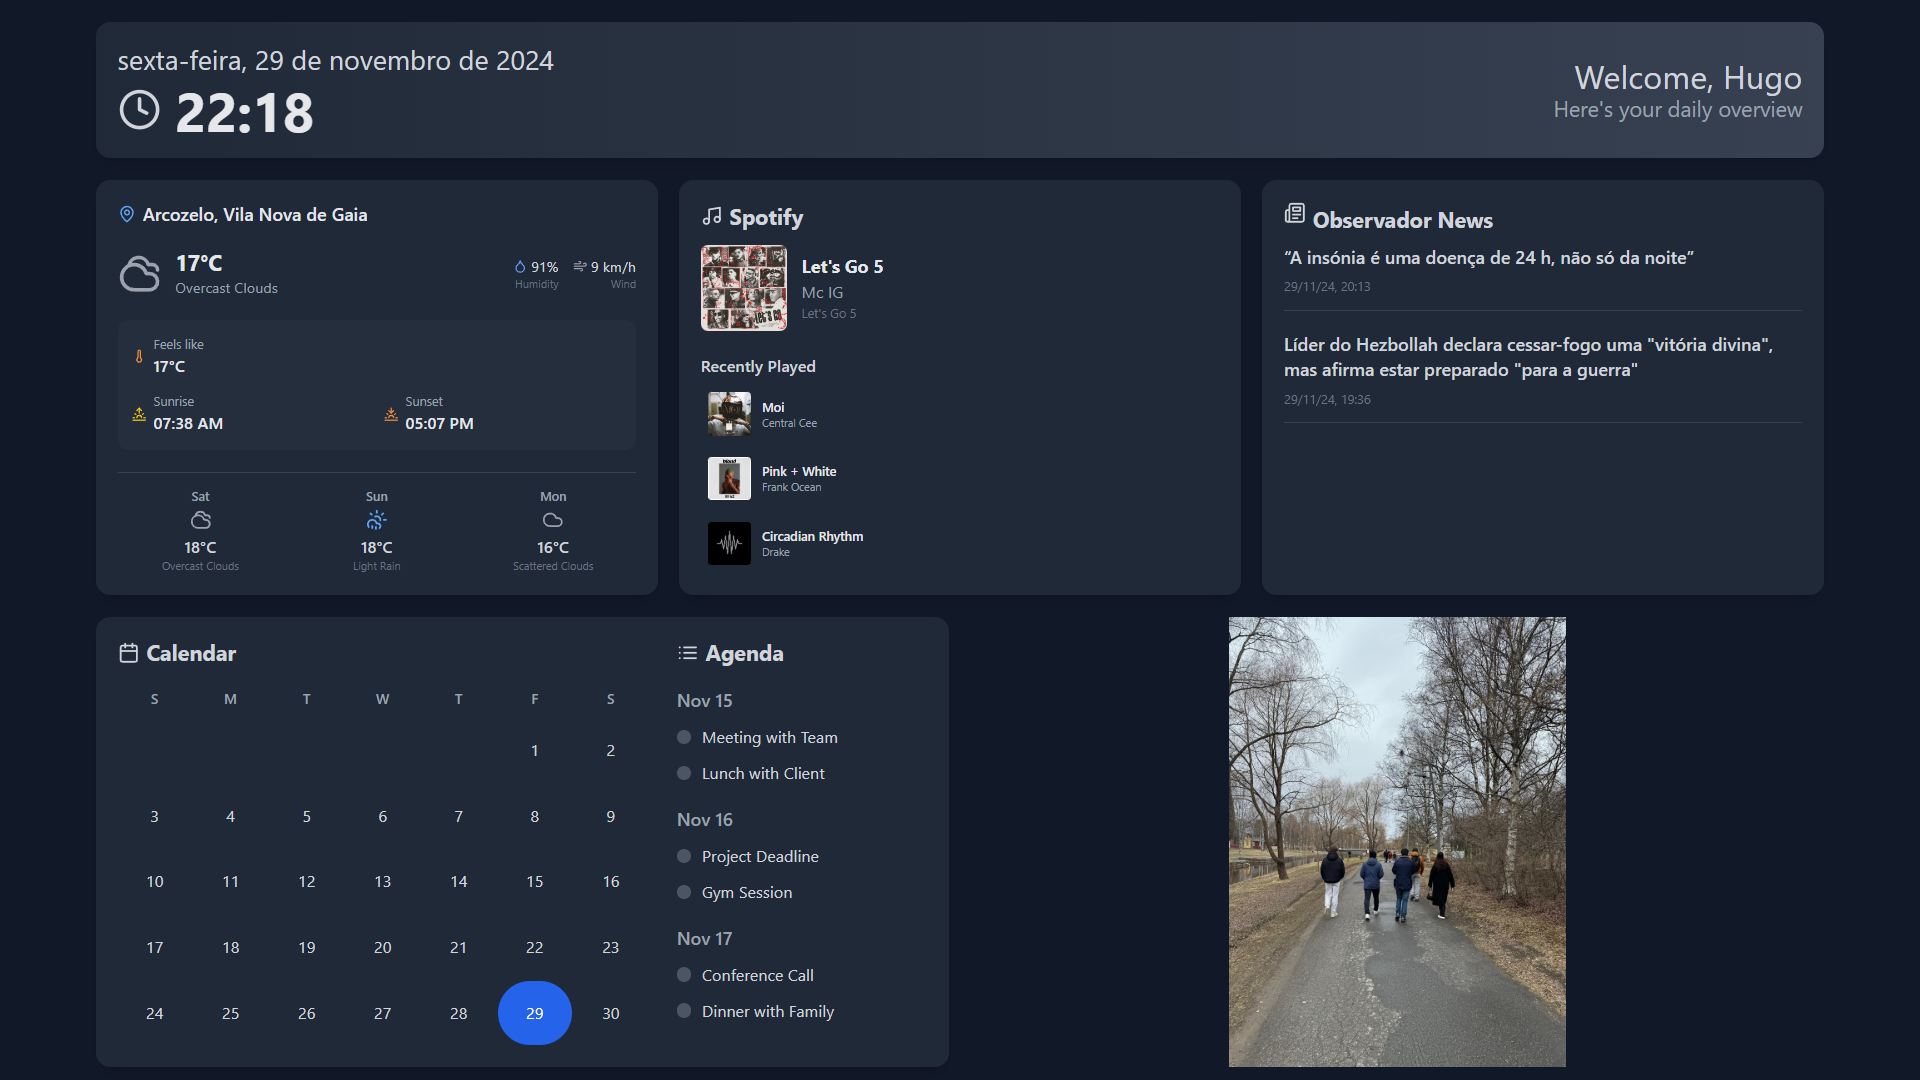 sexta-feira, 29 de novembro de 2024
22:18
Welcome, Hugo
Here's your daily overview
Arcozelo, Vila Nova de Gaia
17°C
Overcast Clouds
91%
Humidity
9 km/h
Wind
Feels like
17°C
Sunrise
07:38 AM
Sunset
05:07 PM
Sat
18°C
Overcast Clouds
Sun
18°C
Light Rain
Mon
16°C
Scattered Clouds
Spotify
Let's Go 5
Mc IG
Let's Go 5
Recently Played
Moi
Central Cee
Pink + White
Frank Ocean
Circadian Rhythm
Drake
Observador News
“A insónia é uma doença de 24 h, não só da noite”
29/11/24, 20:13
Líder do Hezbollah declara cessar-fogo uma "vitória divina",
mas afirma estar preparado "para a guerra"
29/11/24, 19:36
Calendar
S M T W T F S
1 2
3 4 5 6 7 8 9
10 11 12 13 14 15 16
17 18 19 20 21 22 23
24 25 26 27 28 29 30
Agenda
Nov 15
Meeting with Team
Lunch with Client
Nov 16
Project Deadline
Gym Session
Nov 17
Conference Call
Dinner with Family